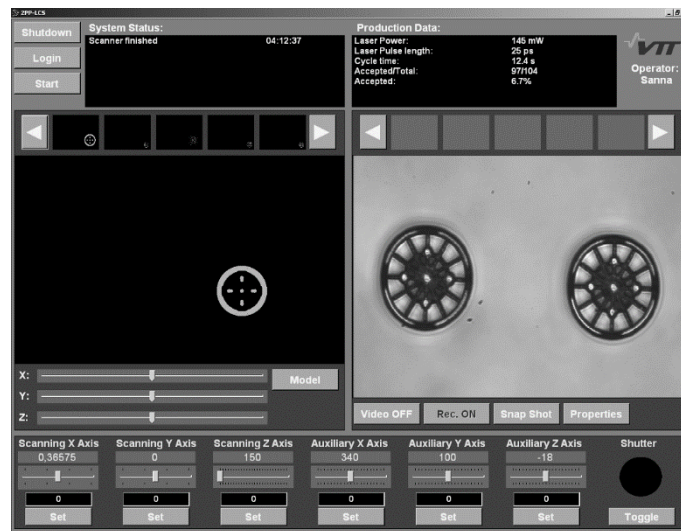 2PP-LCS
Shutdown
Login
Start
System Status:
Scanner finished 04:12:37
Production Data:
Laser Power: 145 mW
Laser Pulse length: 25 ps
Cycle time: 12.4 s
Accepted/Total: 97/104
Accepted: 6.7%
VTT
Operator:
Sanna
X:
Y:
Z:
Model
Video OFF Rec. ON Snap Shot Properties
Scanning X Axis Scanning Y Axis Scanning Z Axis Auxiliary X Axis Auxiliary Y Axis Auxiliary Z Axis Shutter
0,36575 0 150 340 100 -18
0 0 0 0 0 0
Set Set Set Set Set Set Toggle